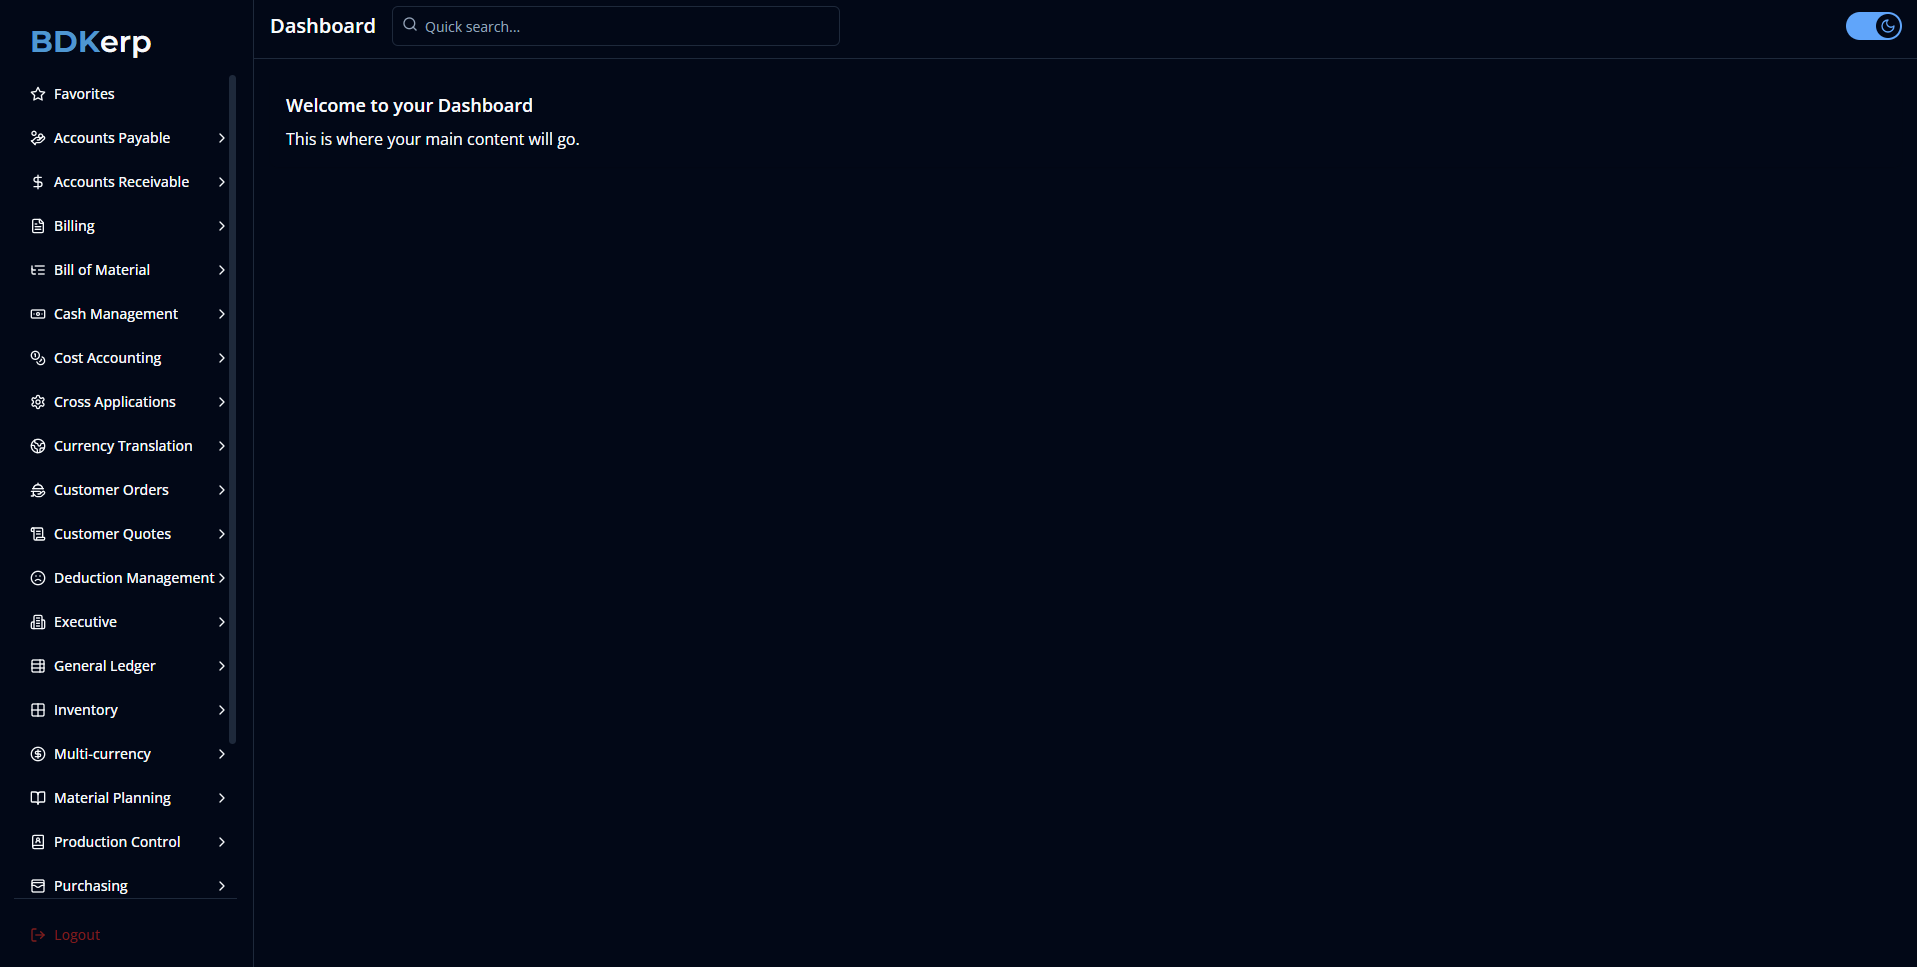 BDKerp
Dashboard
Quick search...
Favorites
Accounts Payable
Accounts Receivable
Billing
Bill of Material
Cash Management
Cost Accounting
Cross Applications
Currency Translation
Customer Orders
Customer Quotes
Deduction Management
Executive
General Ledger
Inventory
Multi-currency
Material Planning
Production Control
Purchasing
Logout
Welcome to your Dashboard
This is where your main content will go.